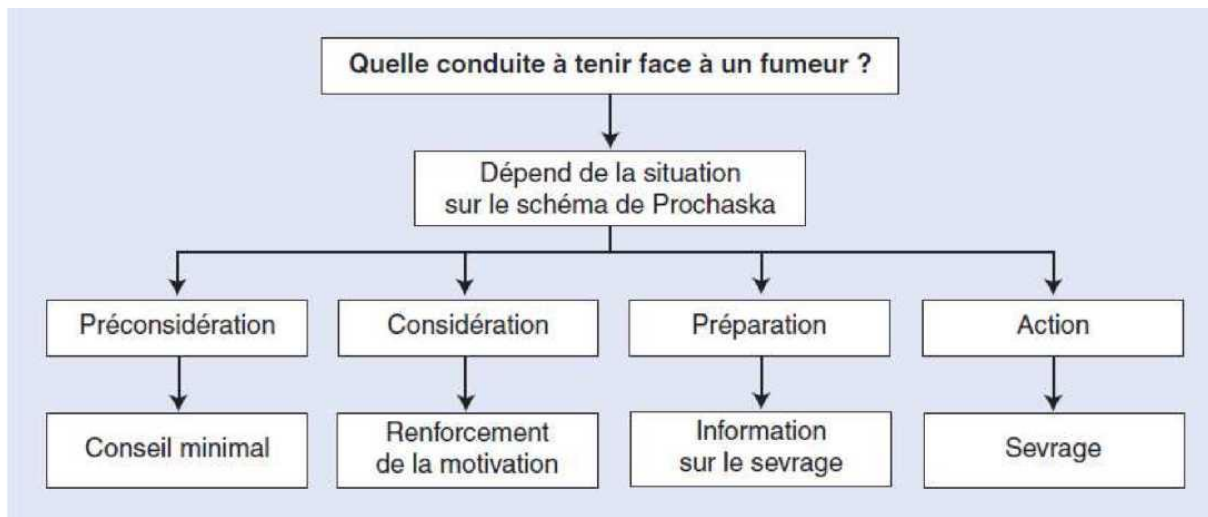 Quelle conduite à tenir face à un fumeur ?
Dépend de la situation
sur le schéma de Prochaska
Préconsidération
Considération
Préparation
Action
Conseil minimal
Renforcement
de la motivation
Information
sur le sevrage
Sevrage